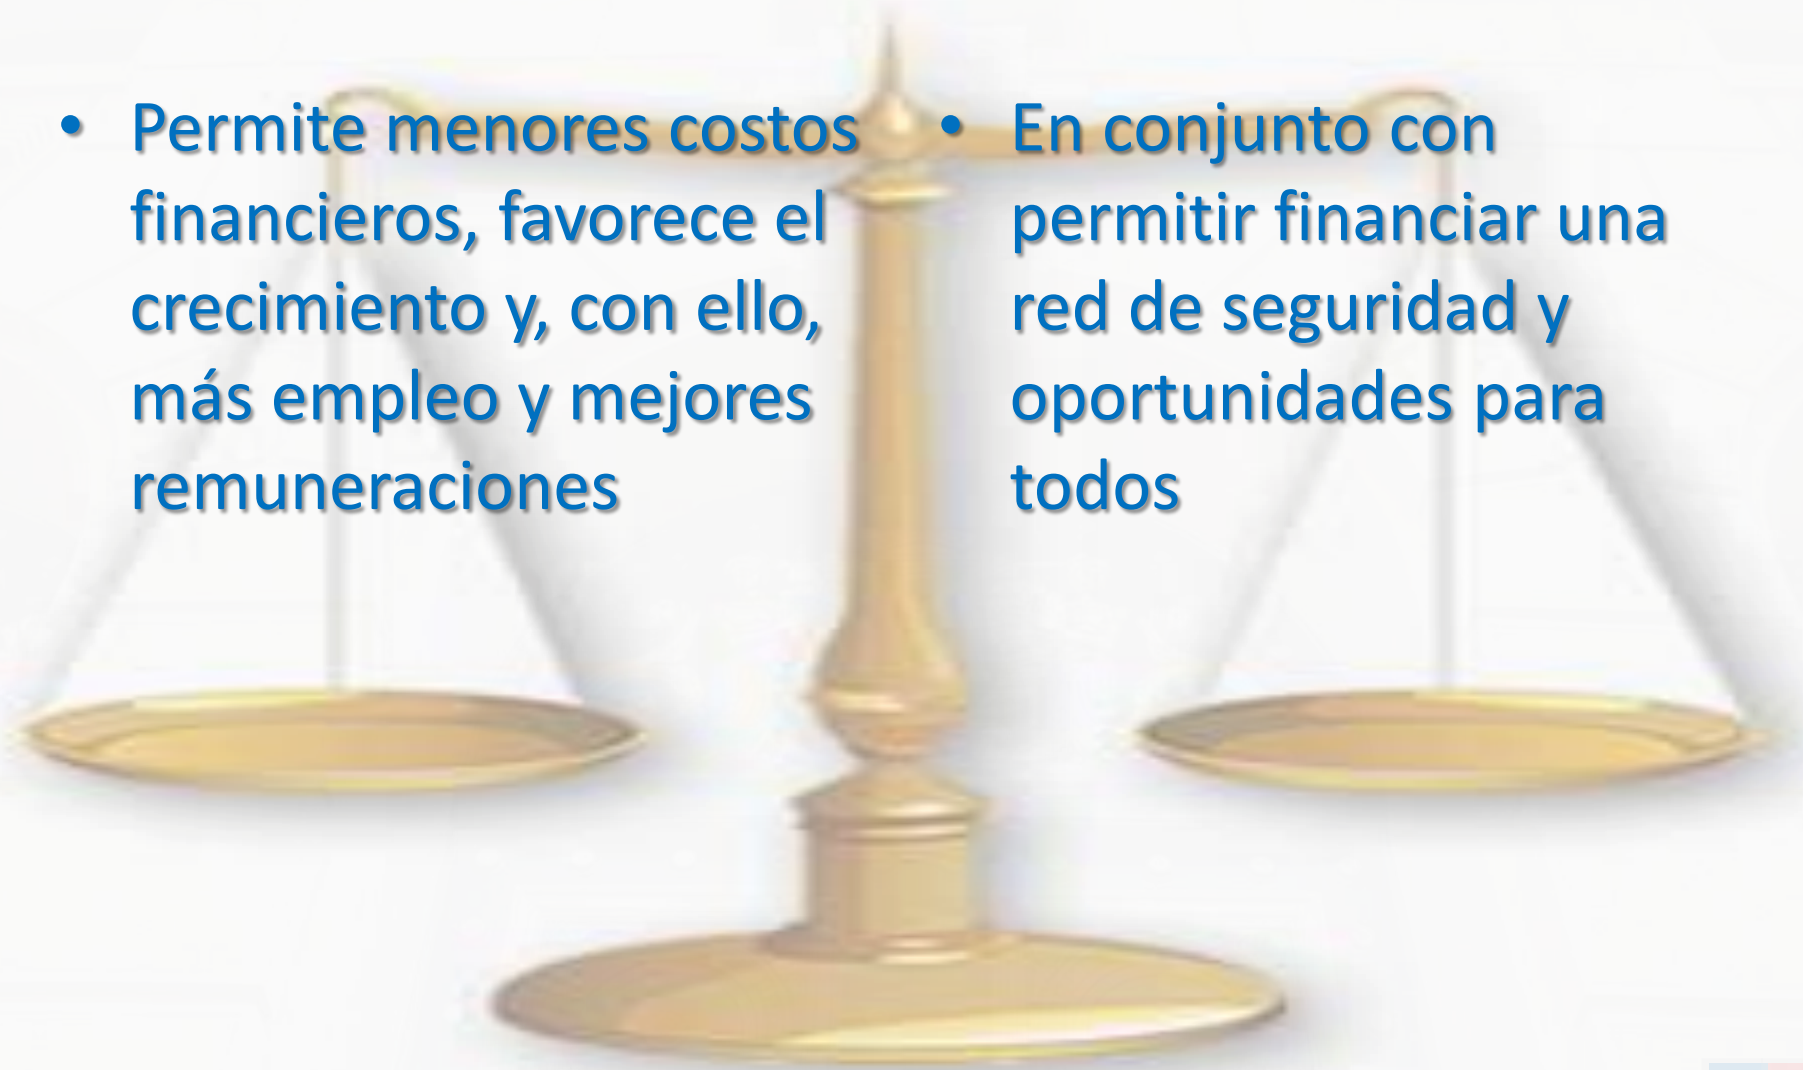 • Permite menores costos
financieros, favorece el
crecimiento y, con ello,
más empleo y mejores
remuneraciones
• En conjunto con
permitir financiar una
red de seguridad y
oportunidades para
todos